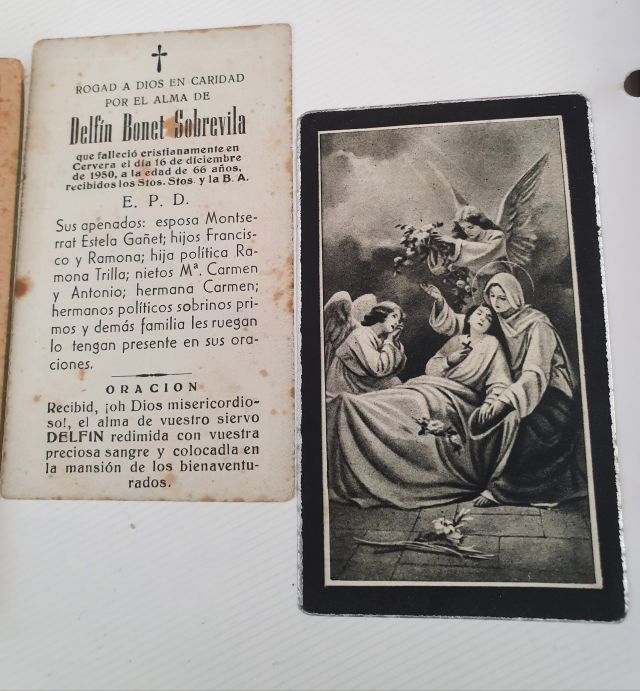 ROGAD A DIOS EN CARIDAD
POR EL ALMA DE
Delfín Bonet Sobrevila
que falleció cristianamente en
Cervera el día 16 de diciembre
de 1950, a la edad de 66 años,
recibidos los Stos. Stos y la B. A.
E. P. D.
Sus apenados: esposa Montse-
rrat Estela Gañet; hijos Francis-
co y Ramona; hija política Ra-
mona Trilla; nietos Mª. Carmen
y Antonio; hermana Carmen;
hermanos políticos sobrinos pri-
mos y demás familia les ruegan
lo tengan presente en sus ora-
ciones.
ORACION
Recibid, ¡oh Dios misericordio-
so!, el alma de vuestro siervo
DELFIN redimida con vuestra
preciosa sangre y colocadla en
la mansión de los bienaventu-
rados.